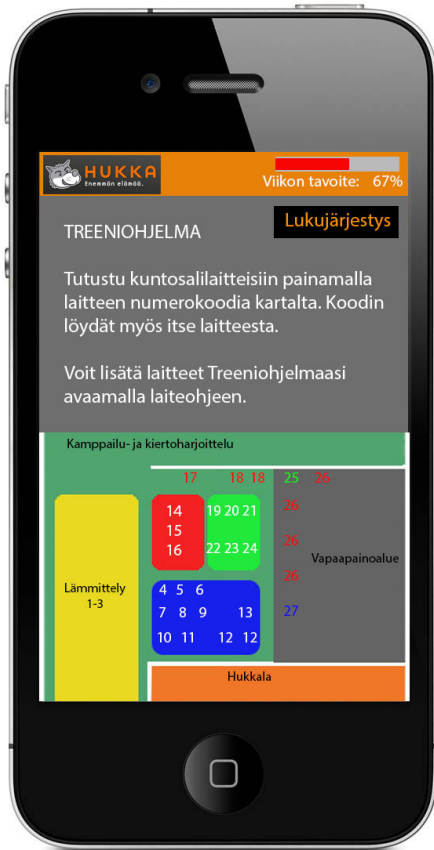 HUKKA
Enemmän elämää.
Viikon tavoite: 67%
Lukujärjestys
TREENIOHJELMA
Tutustu kuntosalilaitteisiin painamalla
laitteen numerokoodia kartalta. Koodin
löydät myös itse laitteesta.
Voit lisätä laitteet Treeniohjelmaasi
avaamalla laiteohjeen.
Kamppailu- ja kiertoharjoittelu
17 18 18 25 26
14 19 20 21 26
15
16 22 23 24 26
Vapaapainoalue
26
Lämmittely
1-3
4 5 6
7 8 9 13 27
10 11 12 12
Hukkala